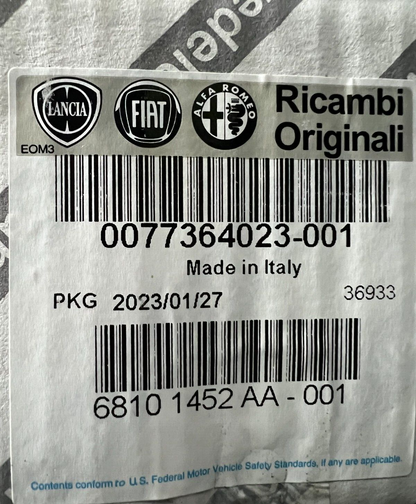 LANCIA
FIAT
ALFA ROMEO
Ricambi
Originali
EOM3
0077364023-001
Made in Italy
PKG 2023/01/27
36933
6810 1452 AA - 001
Contents conform to U.S. Federal Motor Vehicle Safety Standards, if any are applicable.